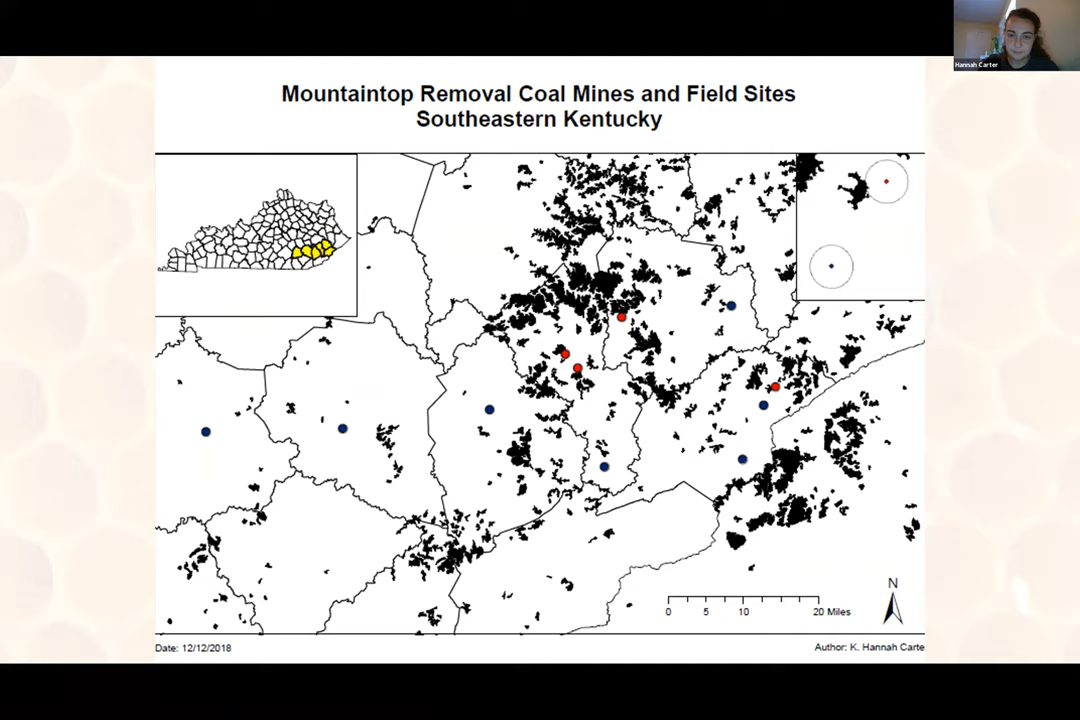 Hannah Carter
Mountaintop Removal Coal Mines and Field Sites
Southeastern Kentucky
N
0 5 10 20 Miles
Date: 12/12/2018
Author: K. Hannah Carte